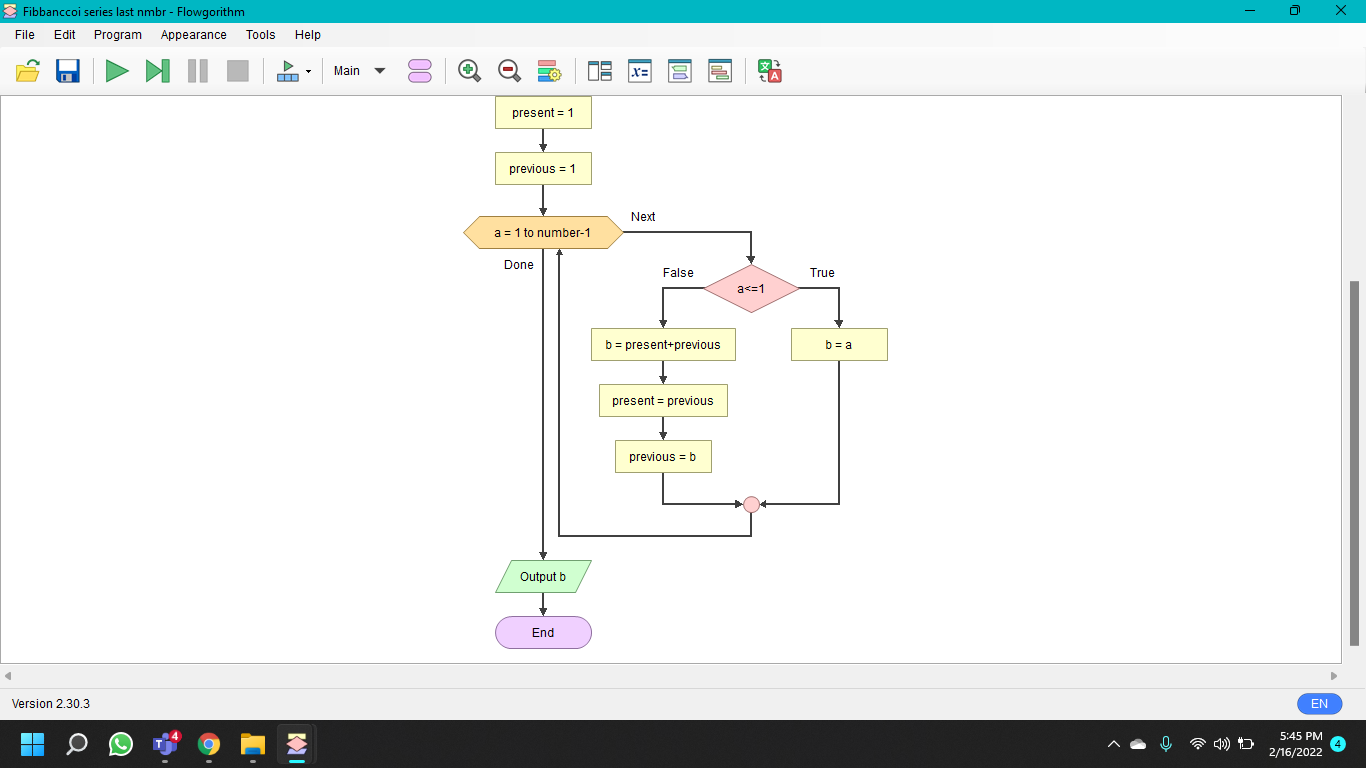 Fibbanccoi series last nmbr - Flowgorithm
File Edit Program Appearance Tools Help
Main
x=
文
A
present = 1
previous = 1
Next
a = 1 to number-1
Done
False
True
a<=1
b = present+previous
b = a
present = previous
previous = b
Output b
End
Version 2.30.3
EN
T
4
5:45 PM
2/16/2022
4